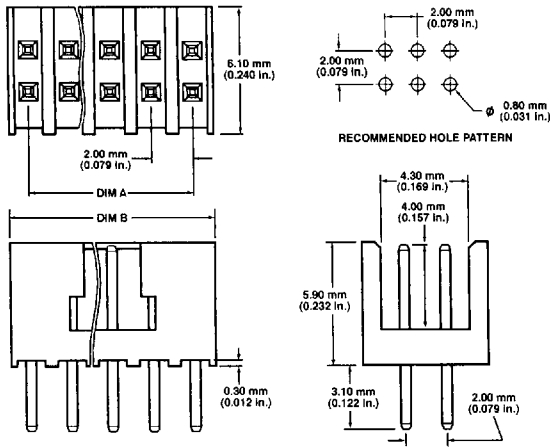 6.10 mm
(0.240 in.)
2.00 mm
(0.079 in.)
DIM A
DIM B
2.00 mm
(0.079 in.)
2.00 mm
(0.079 in.)
ϕ 0.80 mm
(0.031 in.)
RECOMMENDED HOLE PATTERN
0.30 mm
(0.012 in.)
4.30 mm
(0.169 in.)
4.00 mm
(0.157 in.)
5.90 mm
(0.232 in.)
3.10 mm
(0.122 in.)
2.00 mm
(0.079 in.)